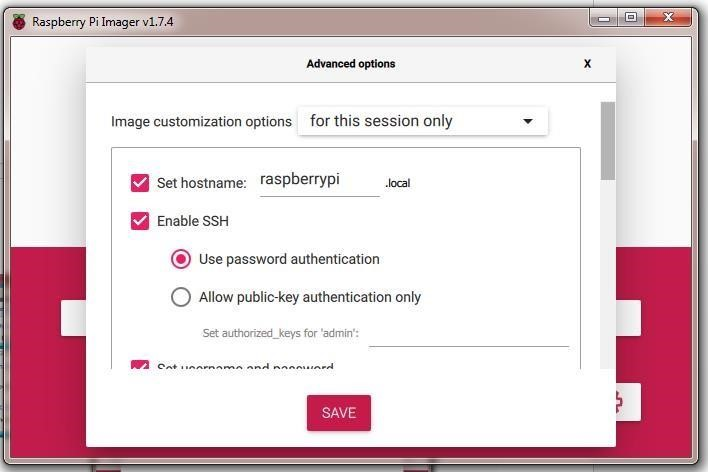 Raspberry Pi Imager v1.7.4
Advanced options
X
Image customization options for this session only
Set hostname: raspberrypi .local
Enable SSH
Use password authentication
Allow public-key authentication only
Set authorized_keys for 'admin':
Set username and password
SAVE